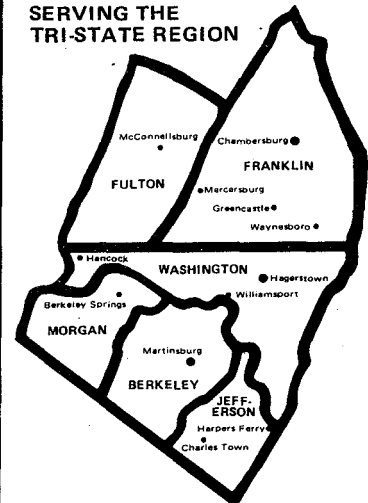 SERVING THE
TRI-STATE REGION
McConnellsburg
Chambersburg
FRANKLIN
FULTON
Mercersburg
Greencastle
Waynesboro
Hancock
WASHINGTON
Hagerstown
Berkeley Springs
Williamsport
MORGAN
Martinsburg
BERKELEY
JEFF-
ERSON
Harpers Ferry
Charles Town